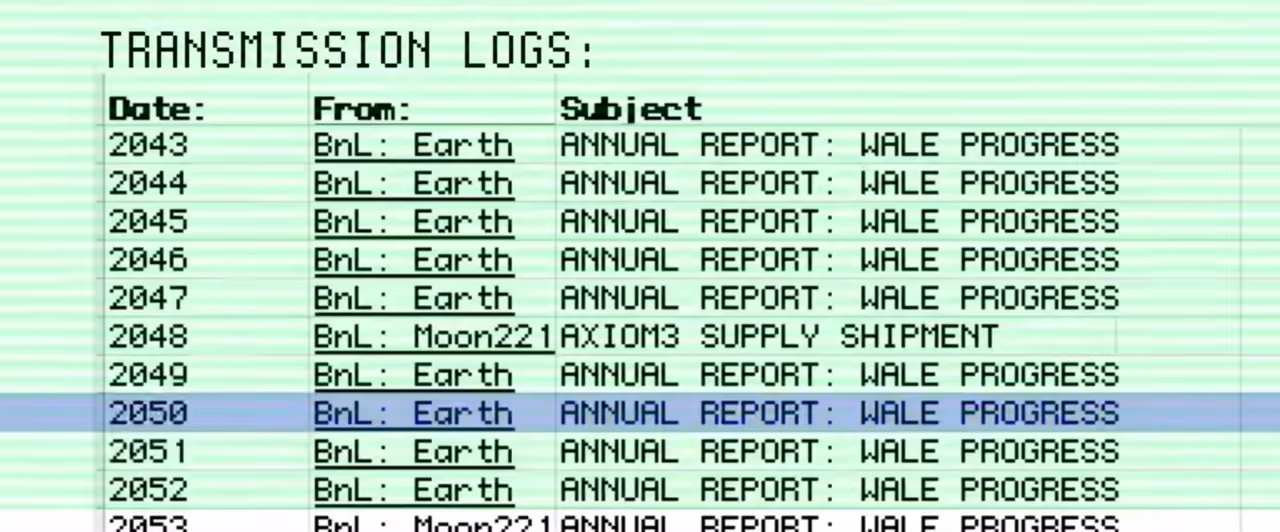 TRANSMISSION LOGS:
Date: From: Subject
2043 BnL: Earth ANNUAL REPORT: WALE PROGRESS
2044 BnL: Earth ANNUAL REPORT: WALE PROGRESS
2045 BnL: Earth ANNUAL REPORT: WALE PROGRESS
2046 BnL: Earth ANNUAL REPORT: WALE PROGRESS
2047 BnL: Earth ANNUAL REPORT: WALE PROGRESS
2048 BnL: Moon221 AXIOM3 SUPPLY SHIPMENT
2049 BnL: Earth ANNUAL REPORT: WALE PROGRESS
2050 BnL: Earth ANNUAL REPORT: WALE PROGRESS
2051 BnL: Earth ANNUAL REPORT: WALE PROGRESS
2052 BnL: Earth ANNUAL REPORT: WALE PROGRESS
2053 BnL: Moon221 ANNUAL REPORT: WALE PROGRESS